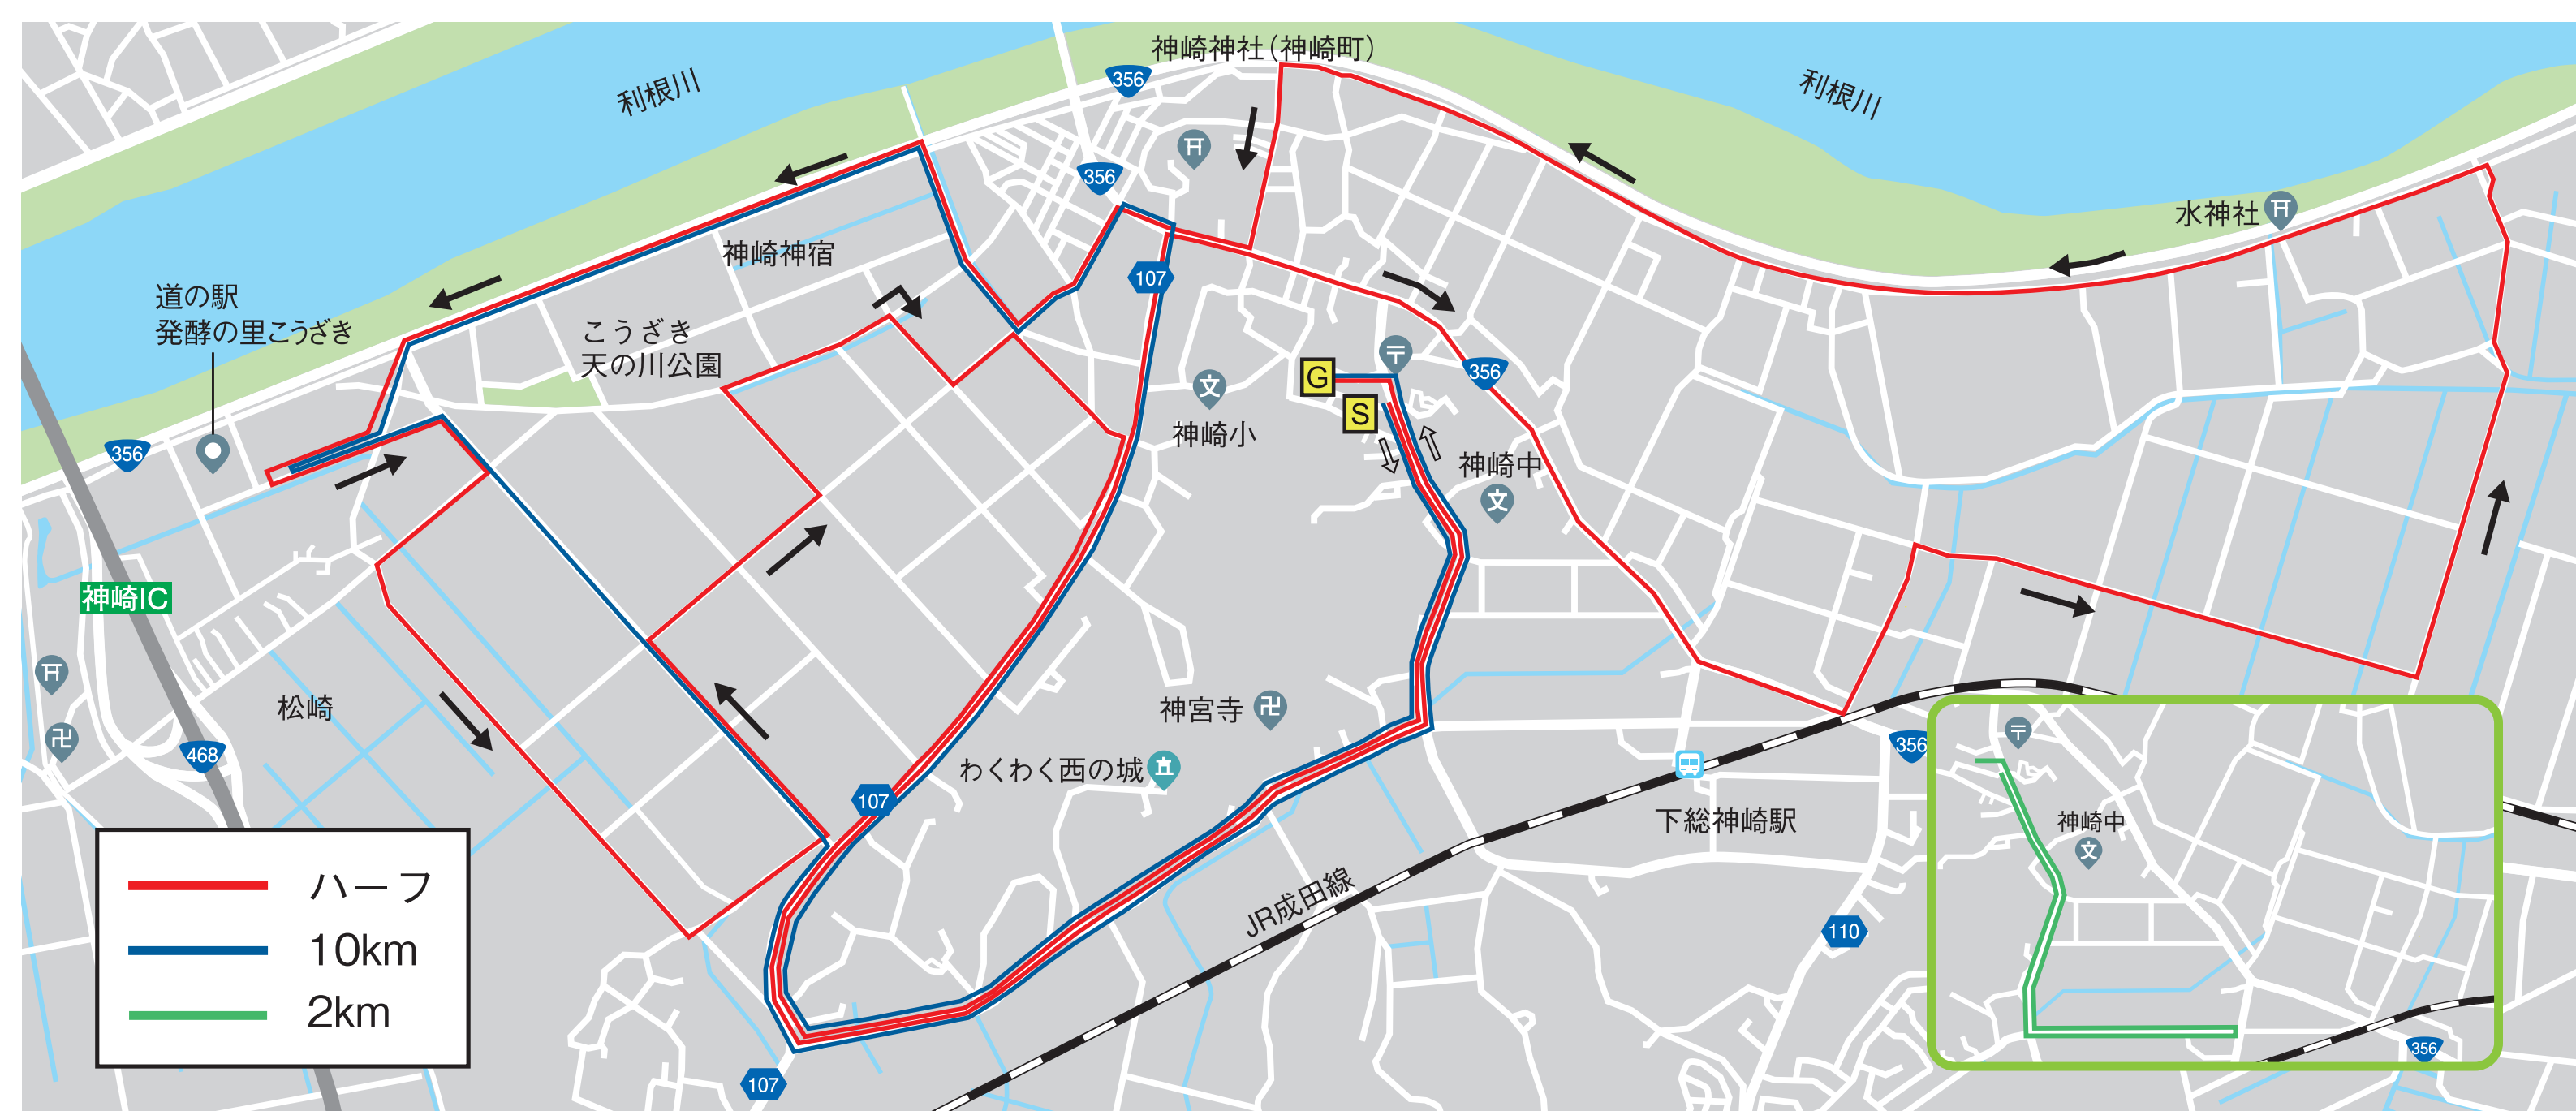 神崎神社(神崎町)
356
利根川
利根川
356
水神社
神崎神宿
107
道の駅
発酵の里こうざき
こうざき
天の川公園
G
S
356
文
神崎小
神崎中
文
356
神崎IC
松崎
468
神宮寺
わくわく西の城
107
356
下総神崎駅
JR成田線
110
107
ハーフ
10km
2km
神崎中
文
356